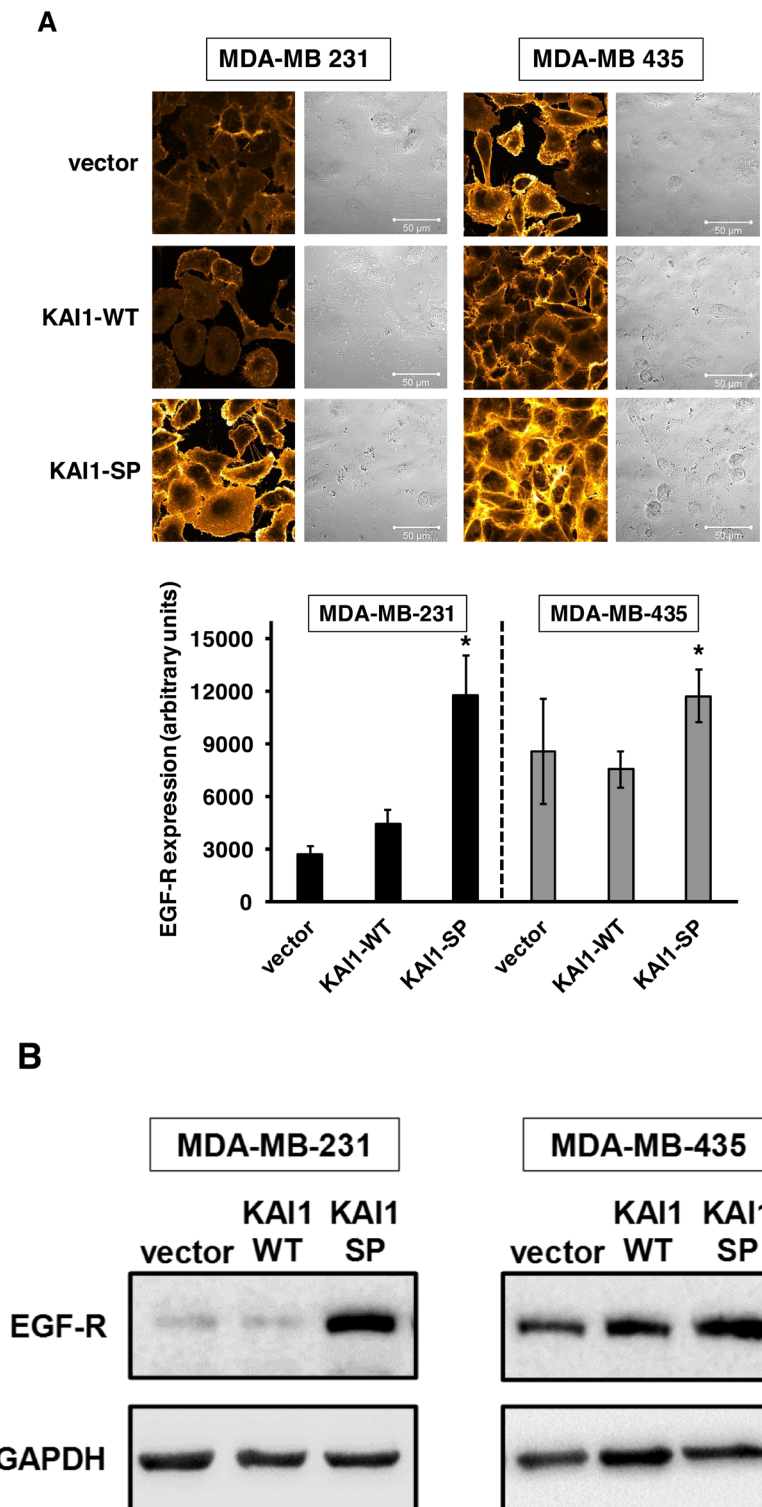 A
MDA-MB 231
MDA-MB 435
vector
50 µm
50 µm
KAI1-WT
50 µm
50 µm
KAI1-SP
50 µm
50 µm
EGF-R expression (arbitrary units)
MDA-MB-231
MDA-MB-435
15000
12000
9000
6000
3000
0
*
*
vector
KAI1-WT
KAI1-SP
vector
KAI1-WT
KAI1-SP
B
MDA-MB-231
MDA-MB-435
vector
KAI1
WT
KAI1
SP
vector
KAI1
WT
KAI1
SP
EGF-R
GAPDH